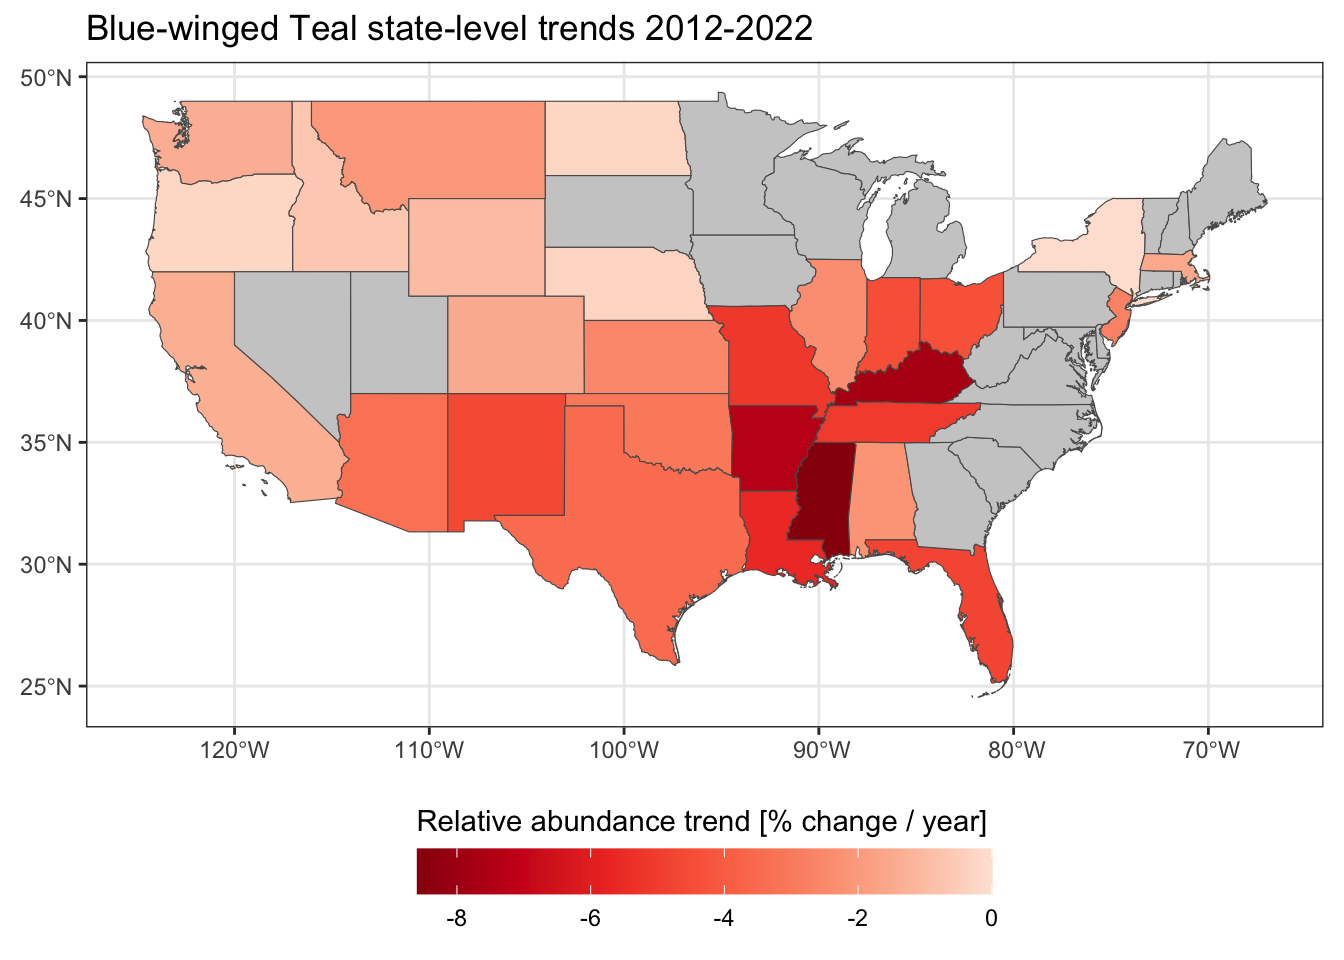 Blue-winged Teal state-level trends 2012-2022
50°N
45°N
40°N
35°N
30°N
25°N
120°W 110°W 100°W 90°W 80°W 70°W
Relative abundance trend [% change / year]
-8 -6 -4 -2 0